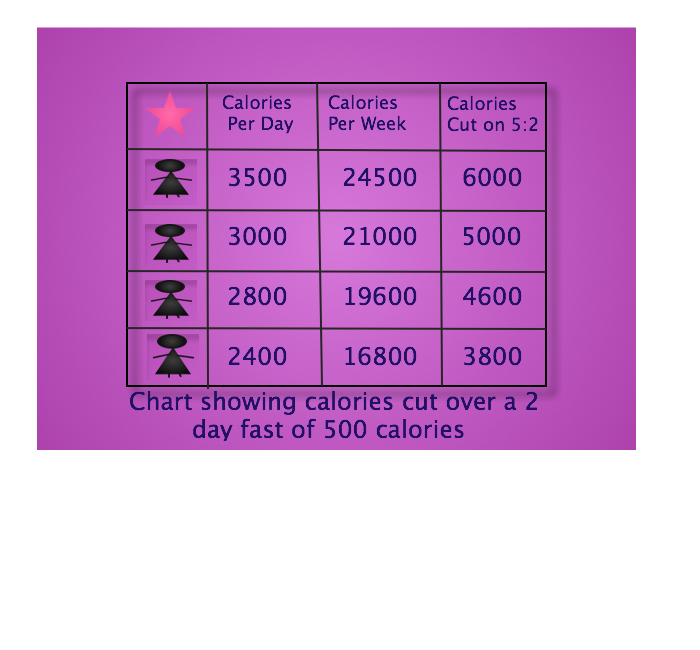 Calories Per Day Calories Per Week Calories Cut on 5:2
3500 24500 6000
3000 21000 5000
2800 19600 4600
2400 16800 3800
Chart showing calories cut over a 2
day fast of 500 calories